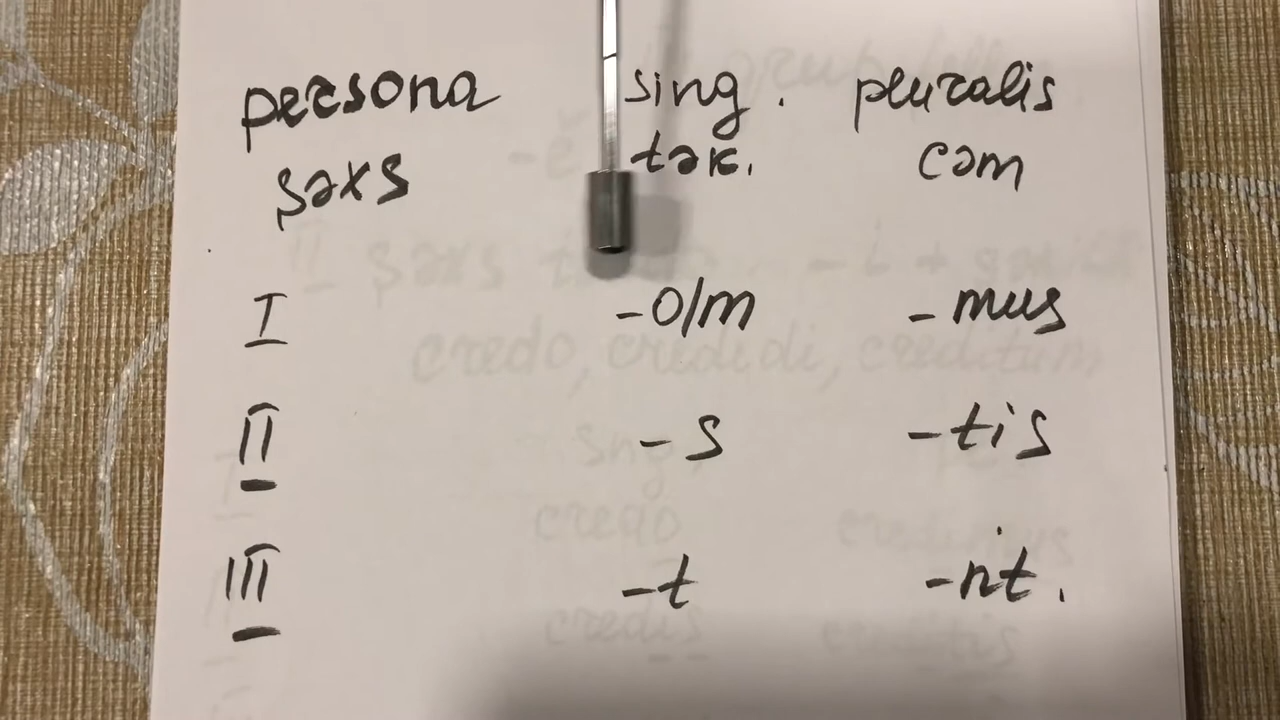 persona sing. pluralis
şəxs tək. cəm
I -o/m -mus
II -s -tis
III -t -nt.